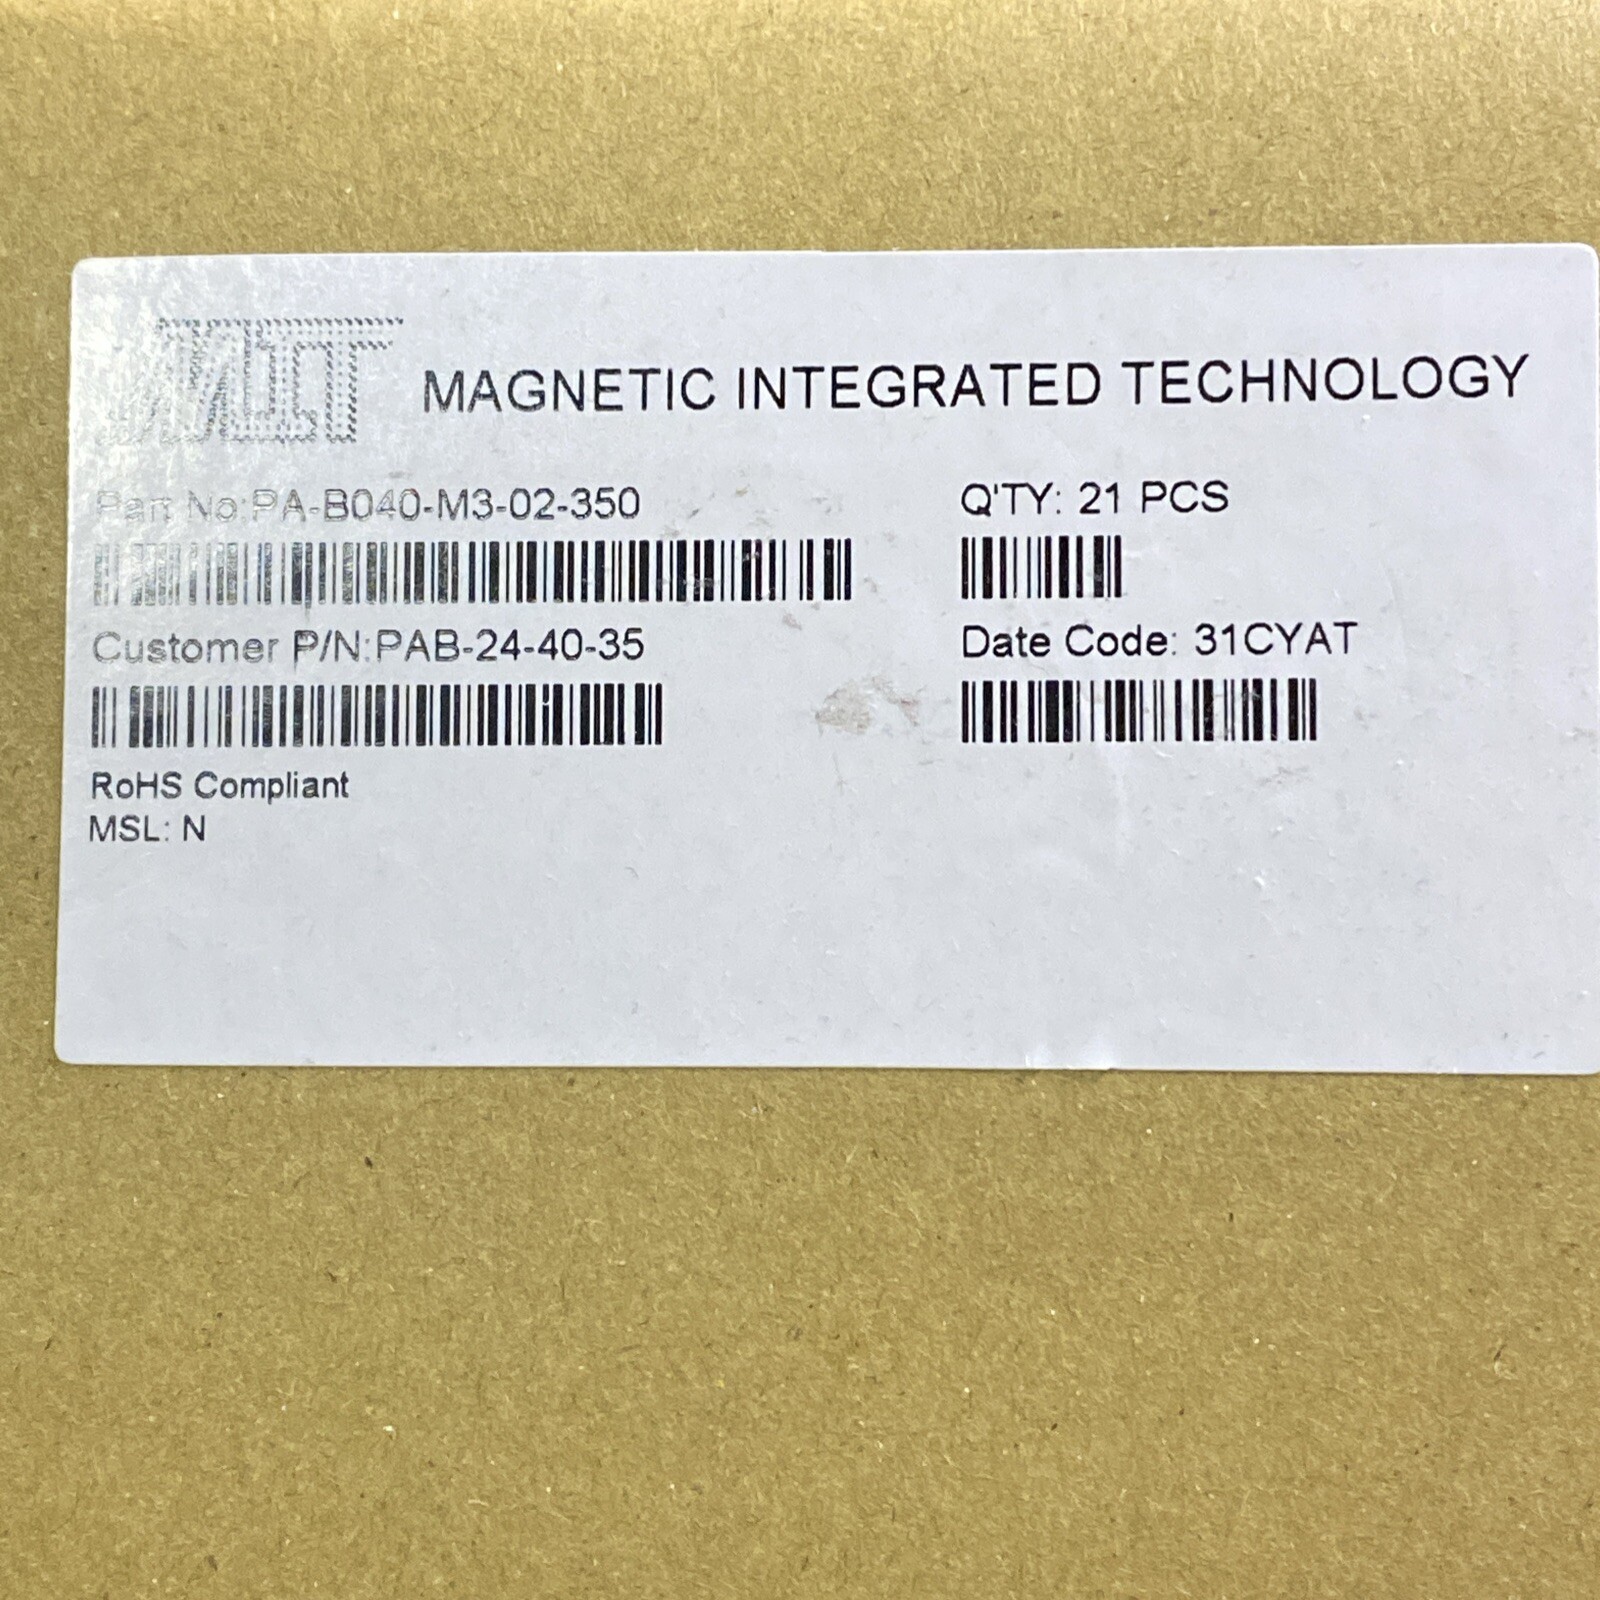 MIT
MAGNETIC INTEGRATED TECHNOLOGY
Part No:PA-B040-M3-02-350
Q'TY: 21 PCS
Customer P/N:PAB-24-40-35
Date Code: 31CYAT
RoHS Compliant
MSL: N